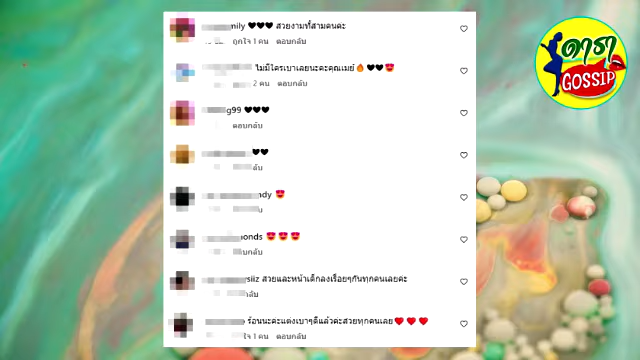 mily 🖤🖤🖤 สวยงามทั้สามคนคะ
ถูกใจ 1 คน ตอบกลับ
ไม่มีใครเบาเลยนะคะคุณเมย์🔥🖤🖤😍
2 คน ตอบกลับ
g99 🖤🖤🖤
ตอบกลับ
🖤🖤
ลับ
ndy 😍
บ
monds 😍😍😍
บกลับ
rsiiz สวยและหน้าเด็กลงเรื่อยๆกันทุกคนเลยค่ะ
ลับ
ร้อนนะคะแต่งเบาๆดีแล้วค่ะสวยทุกคนเลย❤️❤️❤️
ใจ 1 คน ตอบกลับ
ดารา
GOSSIP